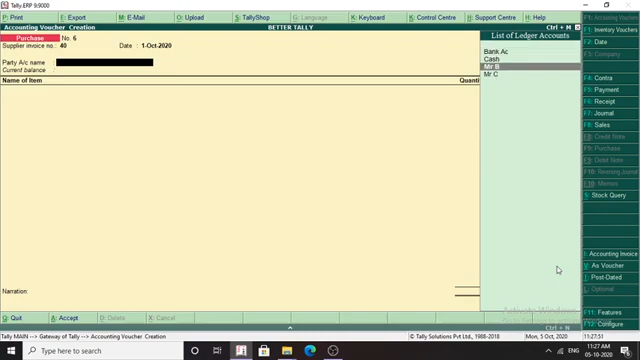 Tally.ERP 9:9000
P: Print E: Export M: E-Mail O: Upload S: TallyShop G: Language K: Keyboard K: Control Centre H: Support Centre H: Help
F1: Accounting Vouchers
Accounting Voucher Creation BETTER TALLY Ctrl + N
Purchase No. 6
Supplier invoice no. 40 Date : 1-Oct-2020
Party A/c name :
Current balance :
Name of Item Quanti
List of Ledger Accounts
Bank Ac
Cash
Mr B
Mr C
F1: Inventory Vouchers
F2: Date
F3: Company
F4: Contra
F5: Payment
F6: Receipt
F7: Journal
F8: Sales
F8: Credit Note
F9: Purchase
F9: Debit Note
F10: Reversing Journal
F10: Memos
S: Stock Query
I: Accounting Invoice
V: As Voucher
T: Post-Dated
L: Optional
F11: Features
F12: Configure
Narration:
Activate Windows
Q: Quit A: Accept D: Delete X: Cancel
Ctrl + N
Tally MAIN --> Gateway of Tally --> Accounting Voucher Creation © Tally Solutions Pvt Ltd., 1988-2018 Mon, 5 Oct, 2020 11:27:51
Type here to search ENG 11:27 AM
05-10-2020